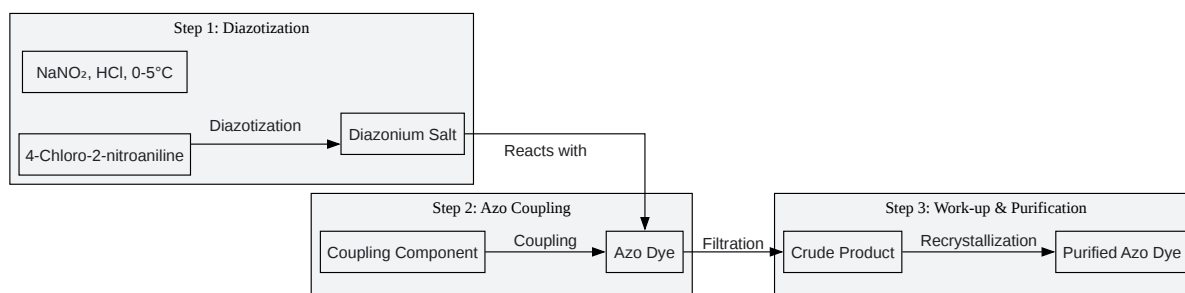 Step 1: Diazotization
NaNO₂, HCl, 0-5°C
4-Chloro-2-nitroaniline
Diazotization
Diazonium Salt
Reacts with
Step 2: Azo Coupling
Coupling Component
Coupling
Azo Dye
Filtration
Step 3: Work-up & Purification
Crude Product
Recrystallization
Purified Azo Dye